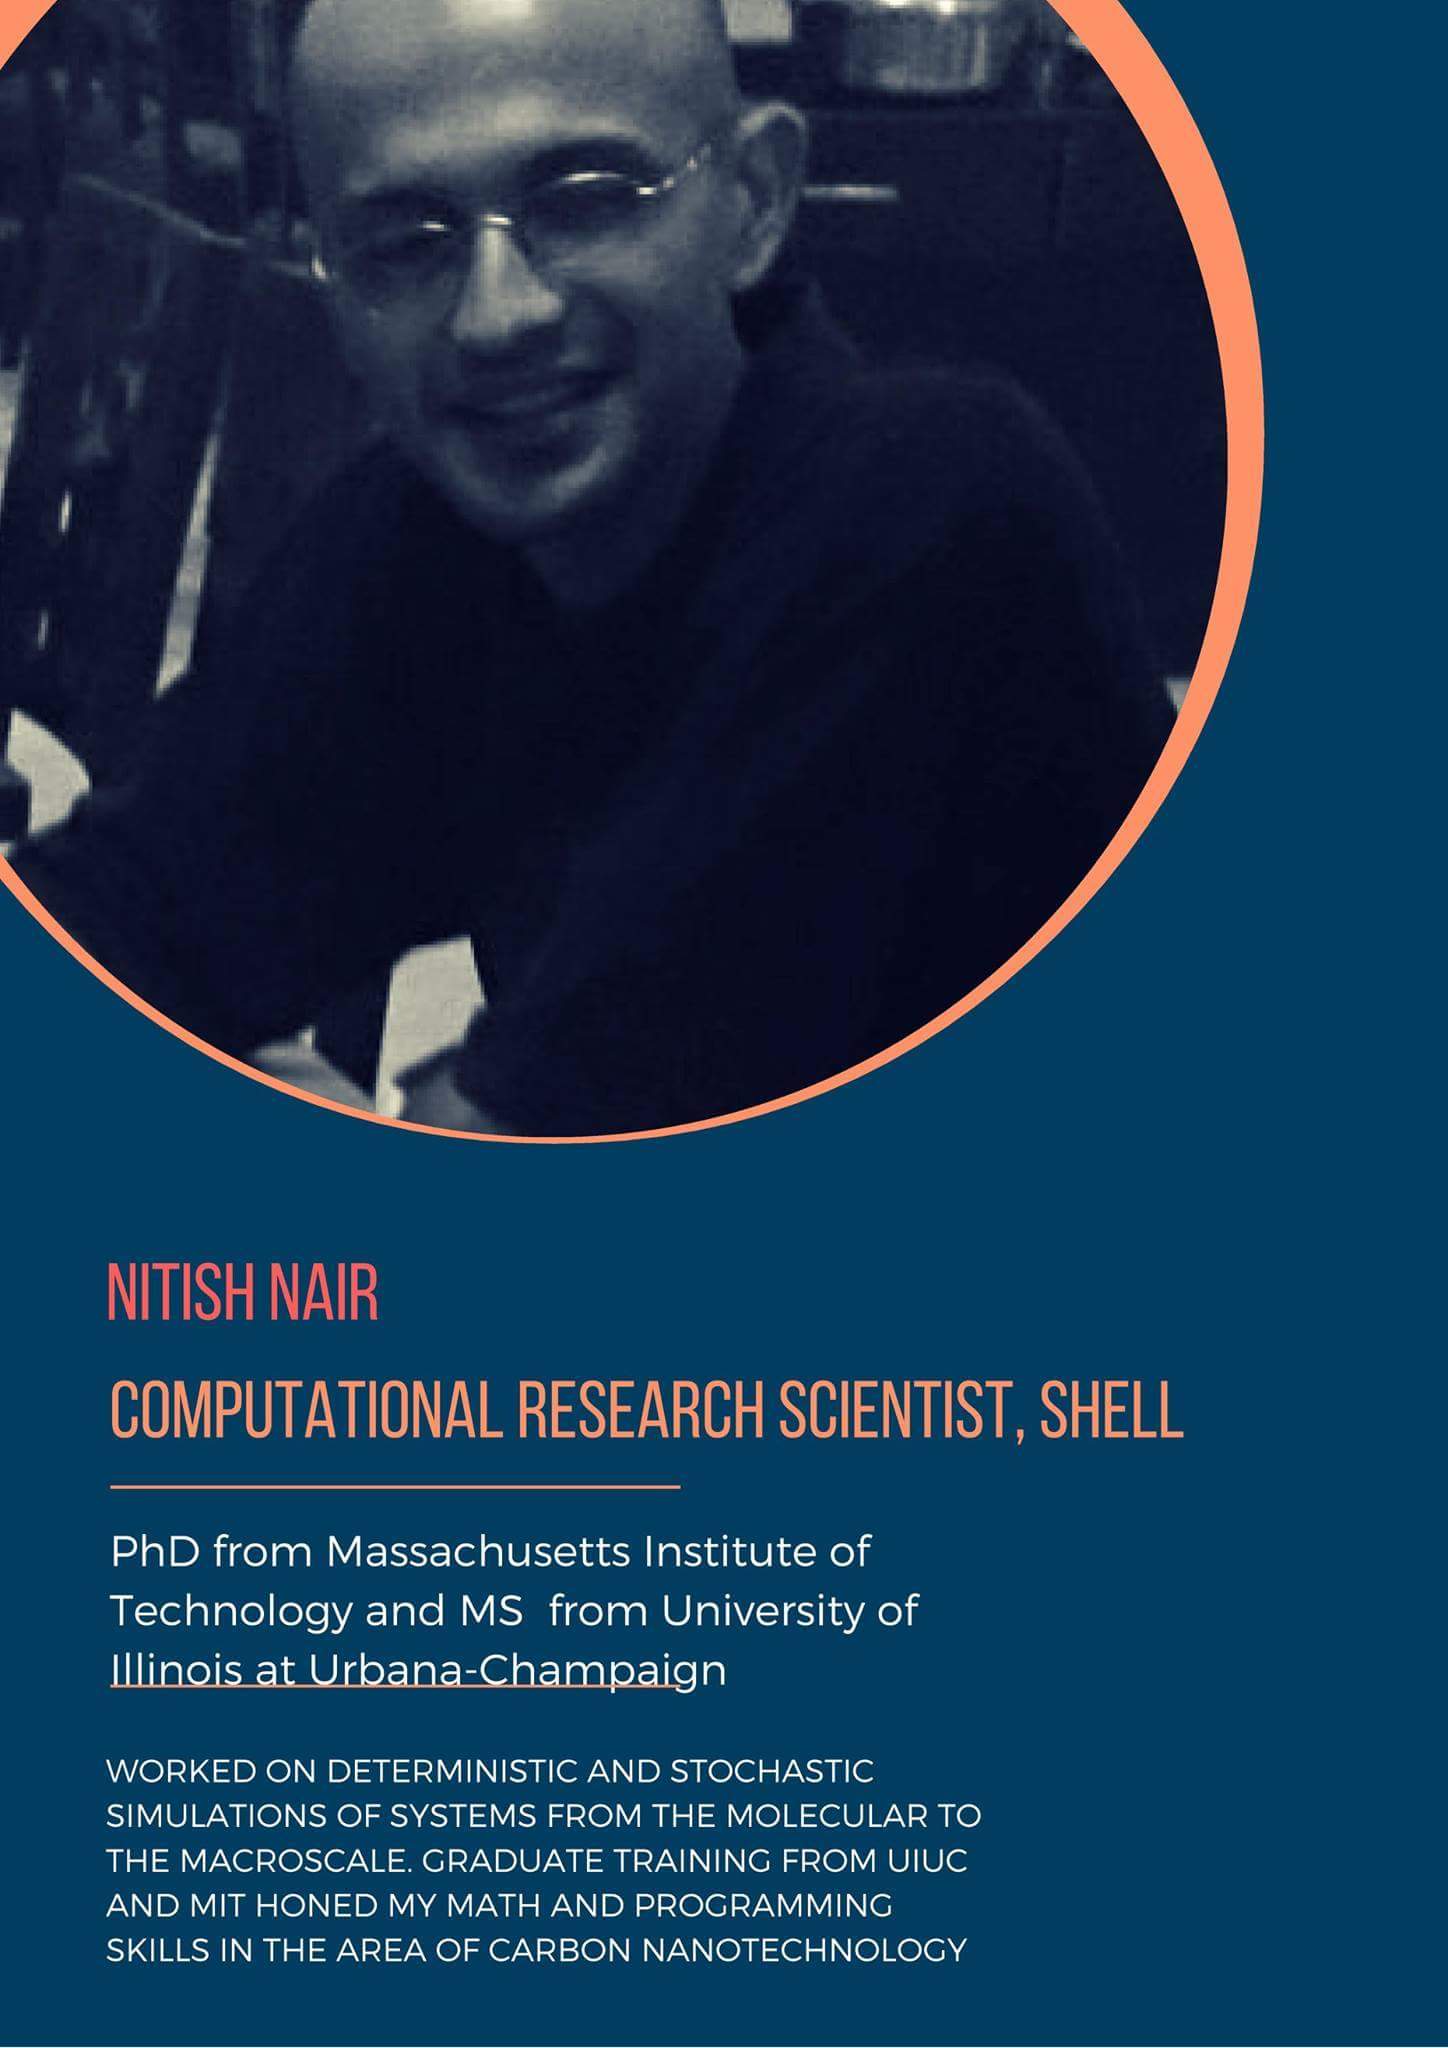 NITISH NAIR
COMPUTATIONAL RESEARCH SCIENTIST, SHELL
PhD from Massachusetts Institute of
Technology and MS from University of
Illinois at Urbana-Champaign
WORKED ON DETERMINISTIC AND STOCHASTIC
SIMULATIONS OF SYSTEMS FROM THE MOLECULAR TO
THE MACROSCALE. GRADUATE TRAINING FROM UIUC
AND MIT HONED MY MATH AND PROGRAMMING
SKILLS IN THE AREA OF CARBON NANOTECHNOLOGY